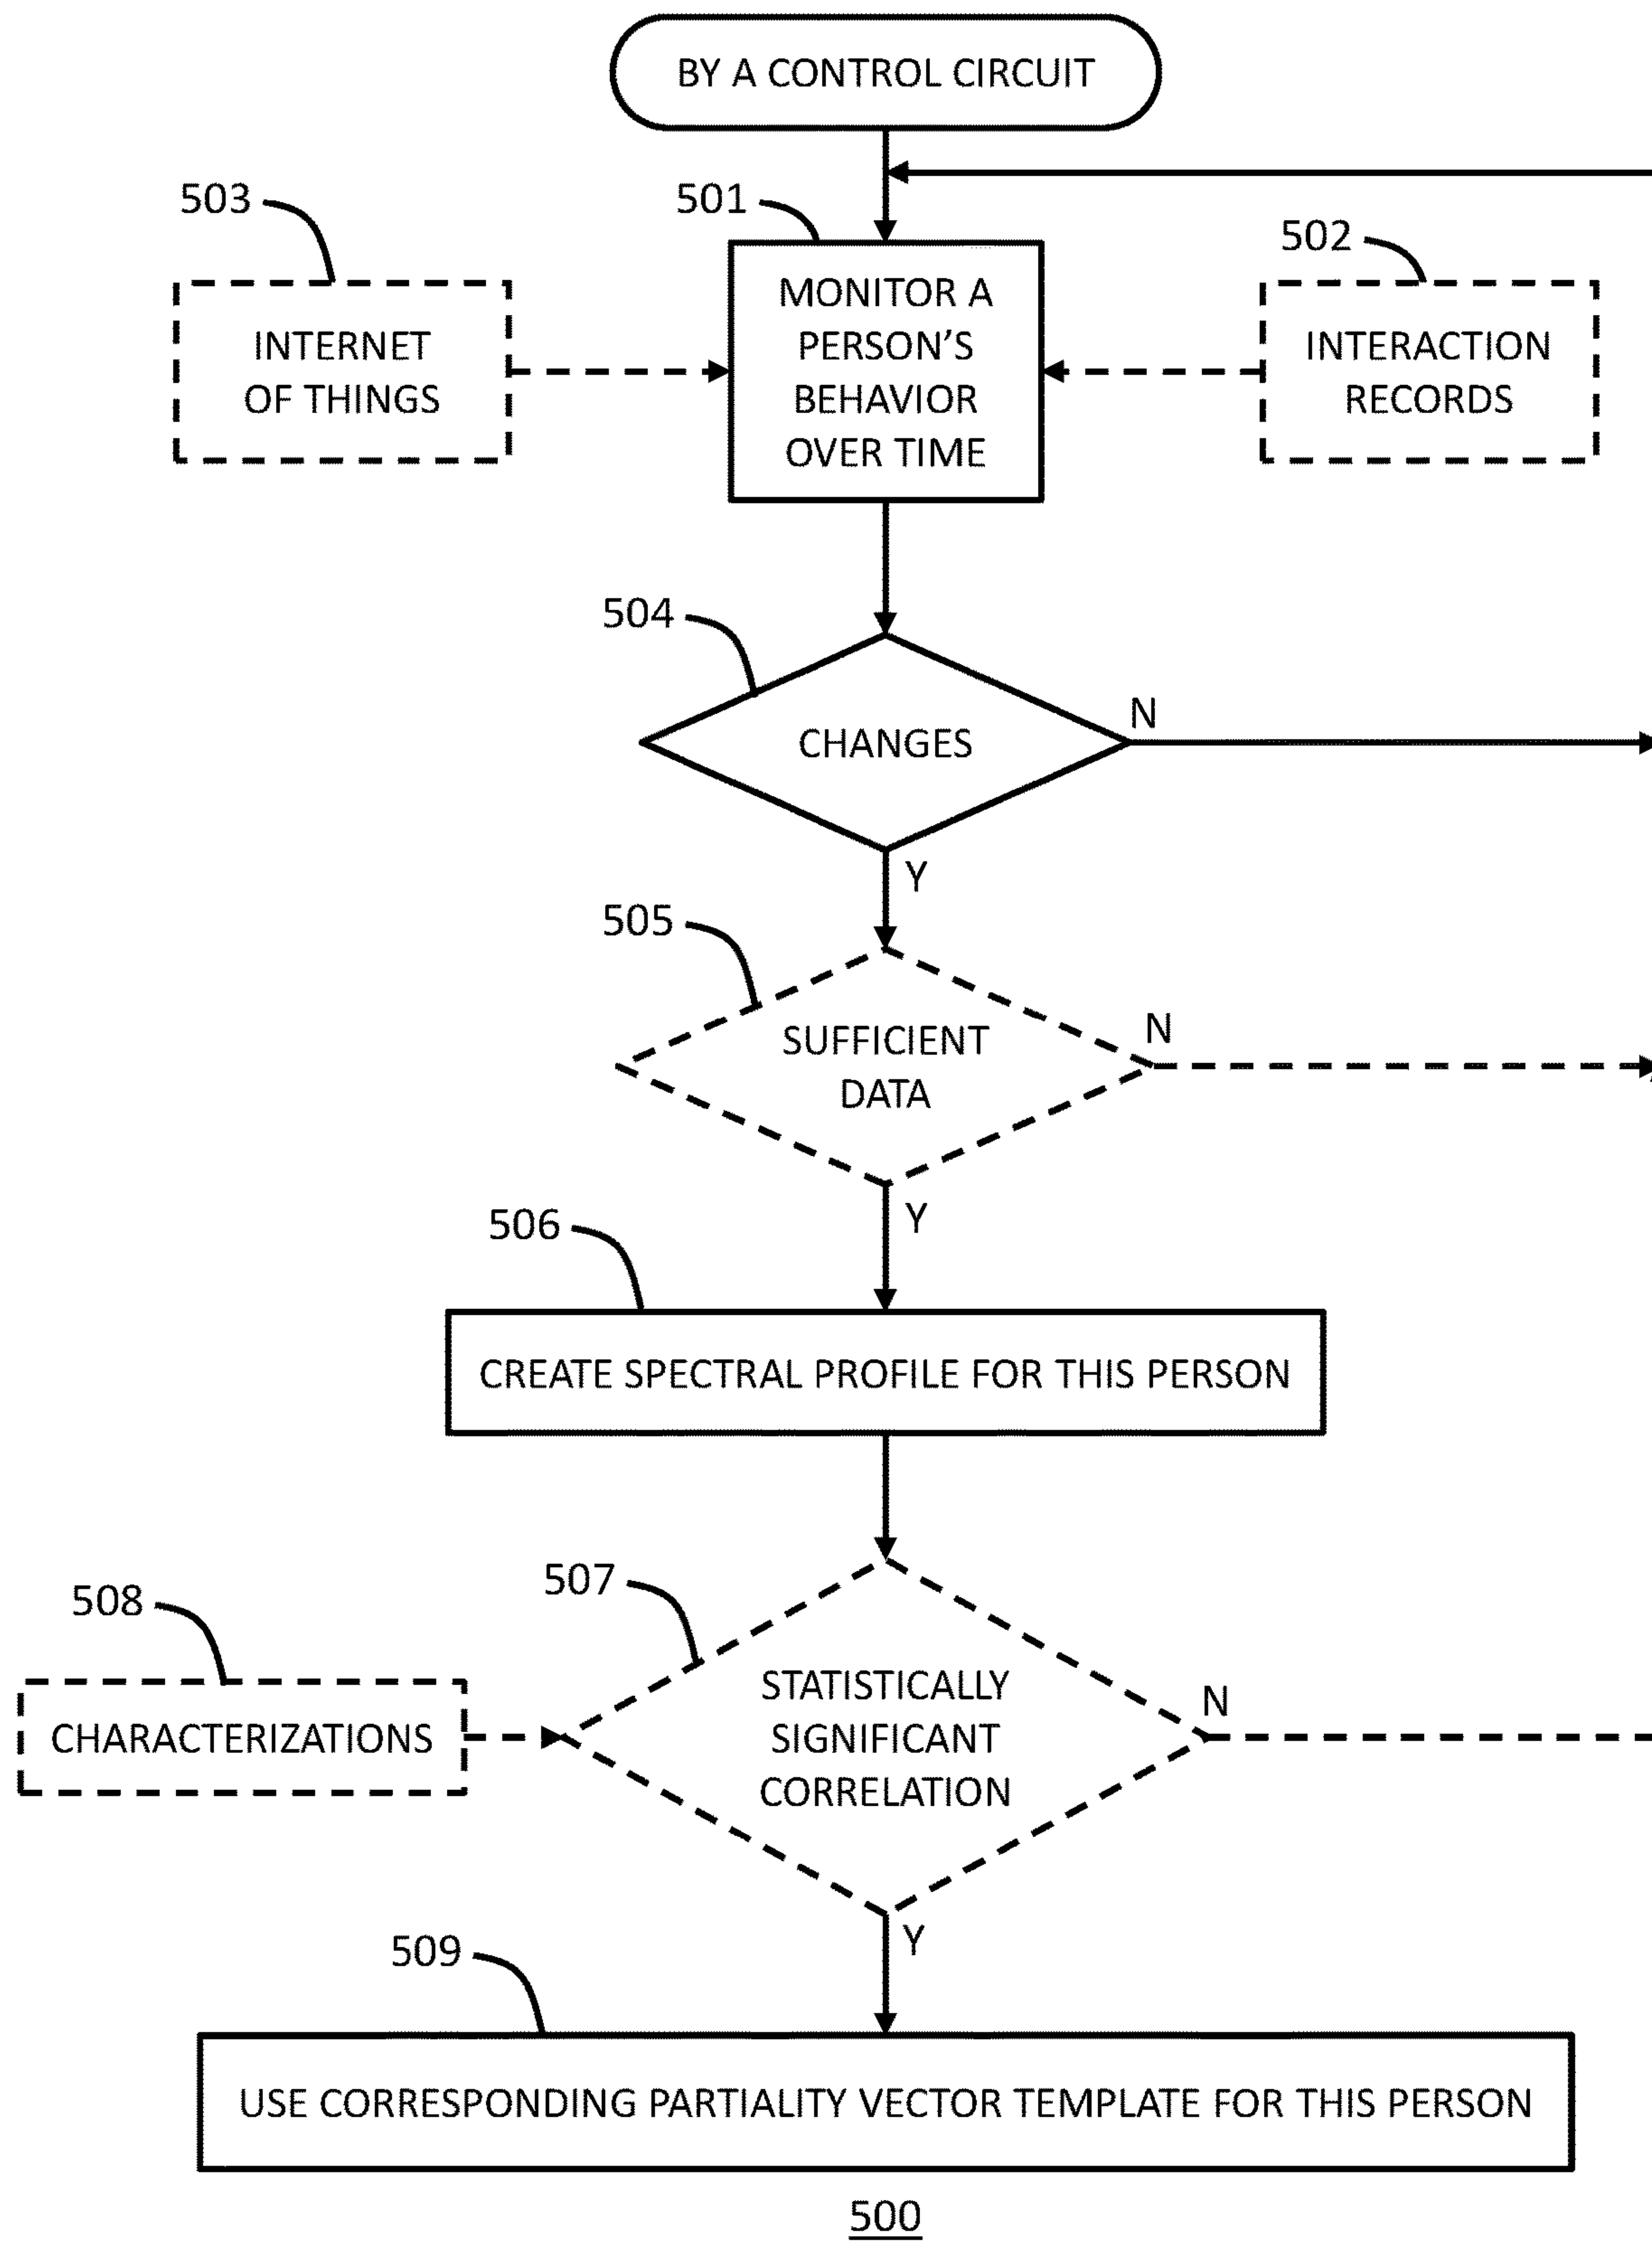 BY A CONTROL CIRCUIT
503
501
502
INTERNET
OF THINGS
MONITOR A
PERSON'S
BEHAVIOR
OVER TIME
INTERACTION
RECORDS
504
CHANGES
N
Y
505
SUFFICIENT
DATA
N
Y
506
CREATE SPECTRAL PROFILE FOR THIS PERSON
507
508
CHARACTERIZATIONS
STATISTICALLY
SIGNIFICANT
CORRELATION
N
Y
509
USE CORRESPONDING PARTIALITY VECTOR TEMPLATE FOR THIS PERSON
500